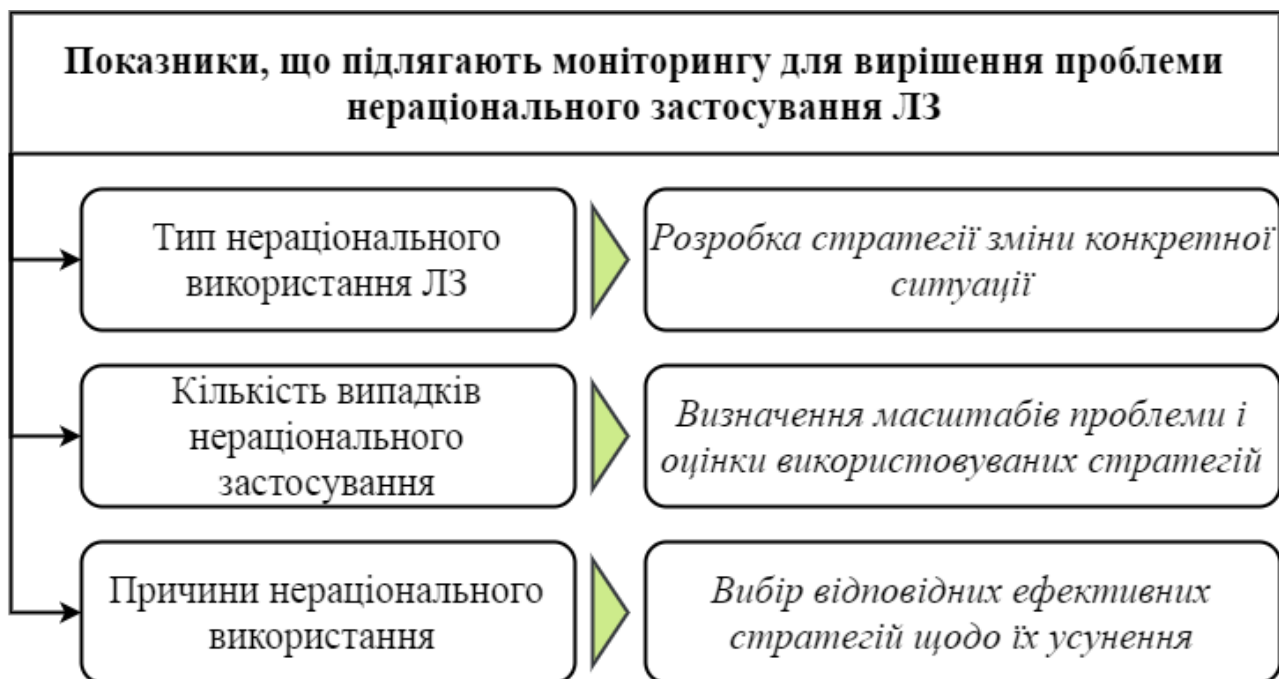 Показники, що підлягають моніторингу для вирішення проблеми
нераціонального застосування ЛЗ
Тип нераціонального
використання ЛЗ
Розробка стратегії зміни конкретної
ситуації
Кількість випадків
нераціонального
застосування
Визначення масштабів проблеми і
оцінки використовуваних стратегій
Причини нераціонального
використання
Вибір відповідних ефективних
стратегій щодо їх усунення